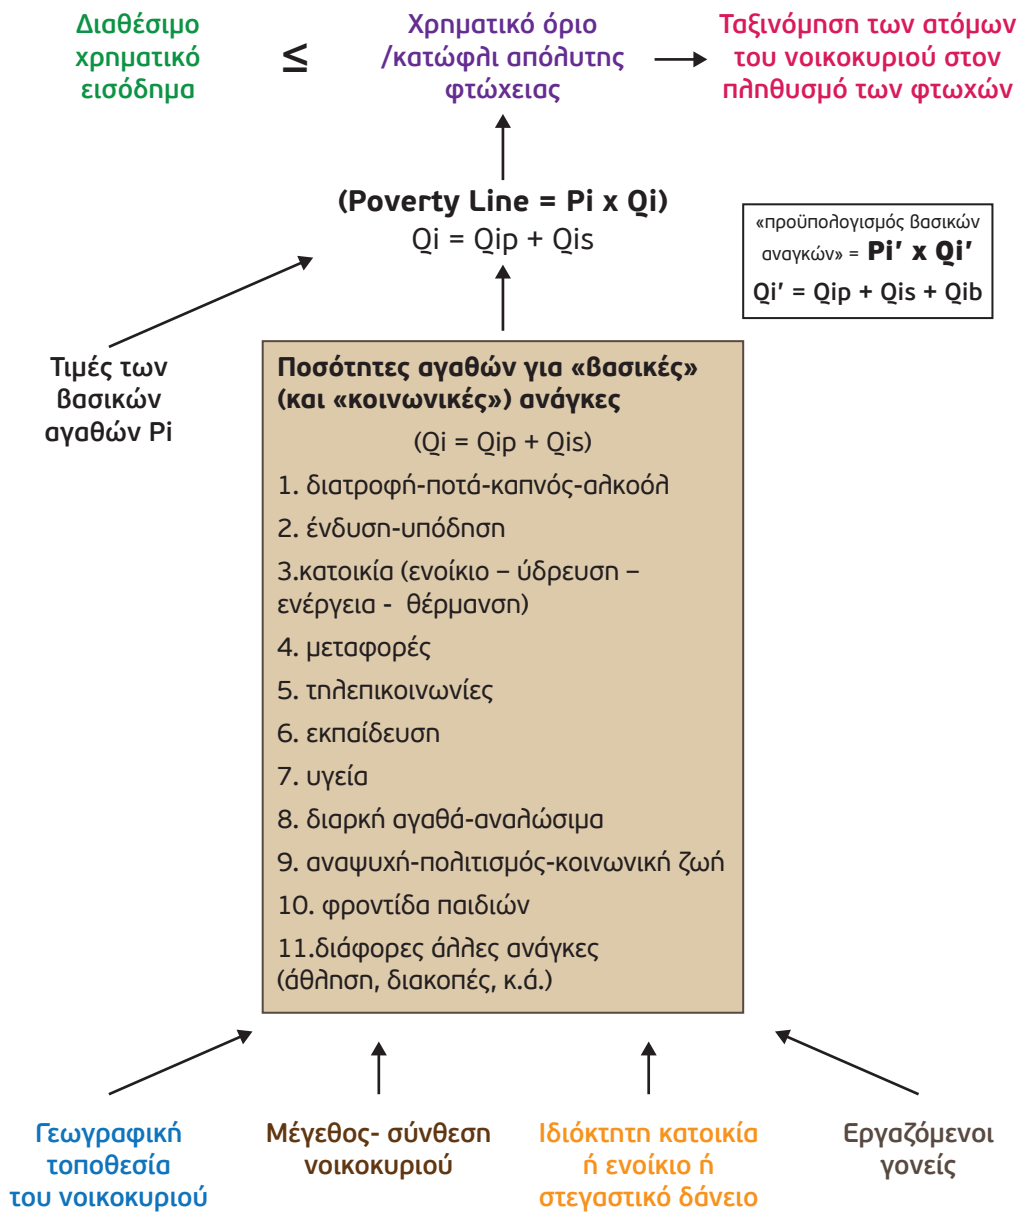 Διαθέσιμο
χρηματικό
εισόδημα
≤
Χρηματικό όριο
/κατώφλι απόλυτης
φτώχειας
Ταξινόμηση των ατόμων
του νοικοκυριού στον
πληθυσμό των φτωχών
(Poverty Line = Pi x Qi)
Qi = Qip + Qis
«προϋπολογισμός βασικών
αναγκών» = Pi’ x Qi’
Qi’ = Qip + Qis + Qib
Τιμές των
βασικών
αγαθών Pi
Ποσότητες αγαθών για «βασικές»
(και «κοινωνικές») ανάγκες
(Qi = Qip + Qis)
1. διατροφή-ποτά-καπνός-αλκοόλ
2. ένδυση-υπόδηση
3.κατοικία (ενοίκιο – ύδρευση –
ενέργεια - θέρμανση)
4. μεταφορές
5. τηλεπικοινωνίες
6. εκπαίδευση
7. υγεία
8. διαρκή αγαθά-αναλώσιμα
9. αναψυχή-πολιτισμός-κοινωνική ζωή
10. φροντίδα παιδιών
11.διάφορες άλλες ανάγκες
(άθληση, διακοπές, κ.ά.)
Γεωγραφική
τοποθεσία
του νοικοκυριού
Μέγεθος- σύνθεση
νοικοκυριού
Ιδιόκτητη κατοικία
ή ενοίκιο ή
στεγαστικό δάνειο
Εργαζόμενοι
γονείς